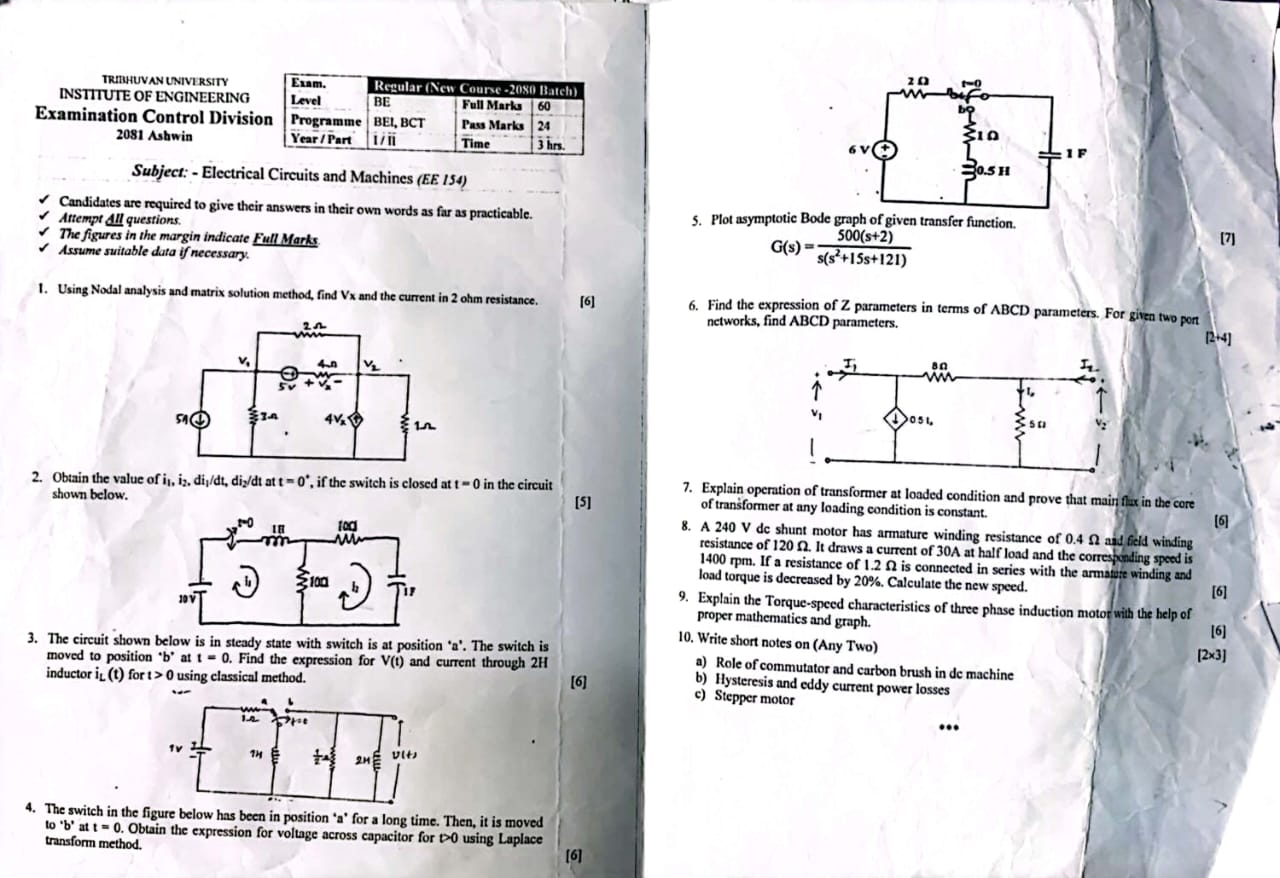 TRIBHUVAN UNIVERSITY
INSTITUTE OF ENGINEERING
Examination Control Division
2081 Ashwin
Exam. Regular (New Course -2080 Batch)
Level BE Full Marks 60
Programme BEI, BCT Pass Marks 24
Year / Part I / II Time 3 hrs.
Subject: - Electrical Circuits and Machines (EE 154)
✓ Candidates are required to give their answers in their own words as far as practicable.
✓ Attempt All questions.
✓ The figures in the margin indicate Full Marks.
✓ Assume suitable data if necessary.
1. Using Nodal analysis and matrix solution method, find Vx and the current in 2 ohm resistance. [6]
2Ω
V₁ 4Ω V₂
5V + Vx -
5A 3Ω 4Vx 1Ω
2. Obtain the value of i₁, i₂, di₁/dt, di₂/dt at t = 0⁺, if the switch is closed at t = 0 in the circuit
shown below. [5]
t=0 1H 10Ω
i₁ 10Ω i₂ 1F
10V
3. The circuit shown below is in steady state with switch is at position 'a'. The switch is
moved to position 'b' at t = 0. Find the expression for V(t) and current through 2H
inductor iL (t) for t > 0 using classical method. [6]
a b
1Ω t=0
1V 1H 2H V(t)
4. The switch in the figure below has been in position 'a' for a long time. Then, it is moved
to 'b' at t = 0. Obtain the expression for voltage across capacitor for t>0 using Laplace
transform method. [6]
2 Ω t=0
b
1 Ω
6 V 1 F
0.5 H
5. Plot asymptotic Bode graph of given transfer function. [7]
G(s) = 500(s+2)
s(s²+15s+121)
6. Find the expression of Z parameters in terms of ABCD parameters. For given two port
networks, find ABCD parameters. [2+4]
I₁ 8Ω I₂
V₁ 5Ω V₂
7. Explain operation of transformer at loaded condition and prove that main flux in the core
of transformer at any loading condition is constant. [6]
8. A 240 V dc shunt motor has armature winding resistance of 0.4 Ω and field winding
resistance of 120 Ω. It draws a current of 30A at half load and the corresponding speed is
1400 rpm. If a resistance of 1.2 Ω is connected in series with the armature winding and
load torque is decreased by 20%. Calculate the new speed. [6]
9. Explain the Torque-speed characteristics of three phase induction motor with the help of
proper mathematics and graph. [6]
10. Write short notes on (Any Two) [2×3]
a) Role of commutator and carbon brush in dc machine
b) Hysteresis and eddy current power losses
c) Stepper motor
•••